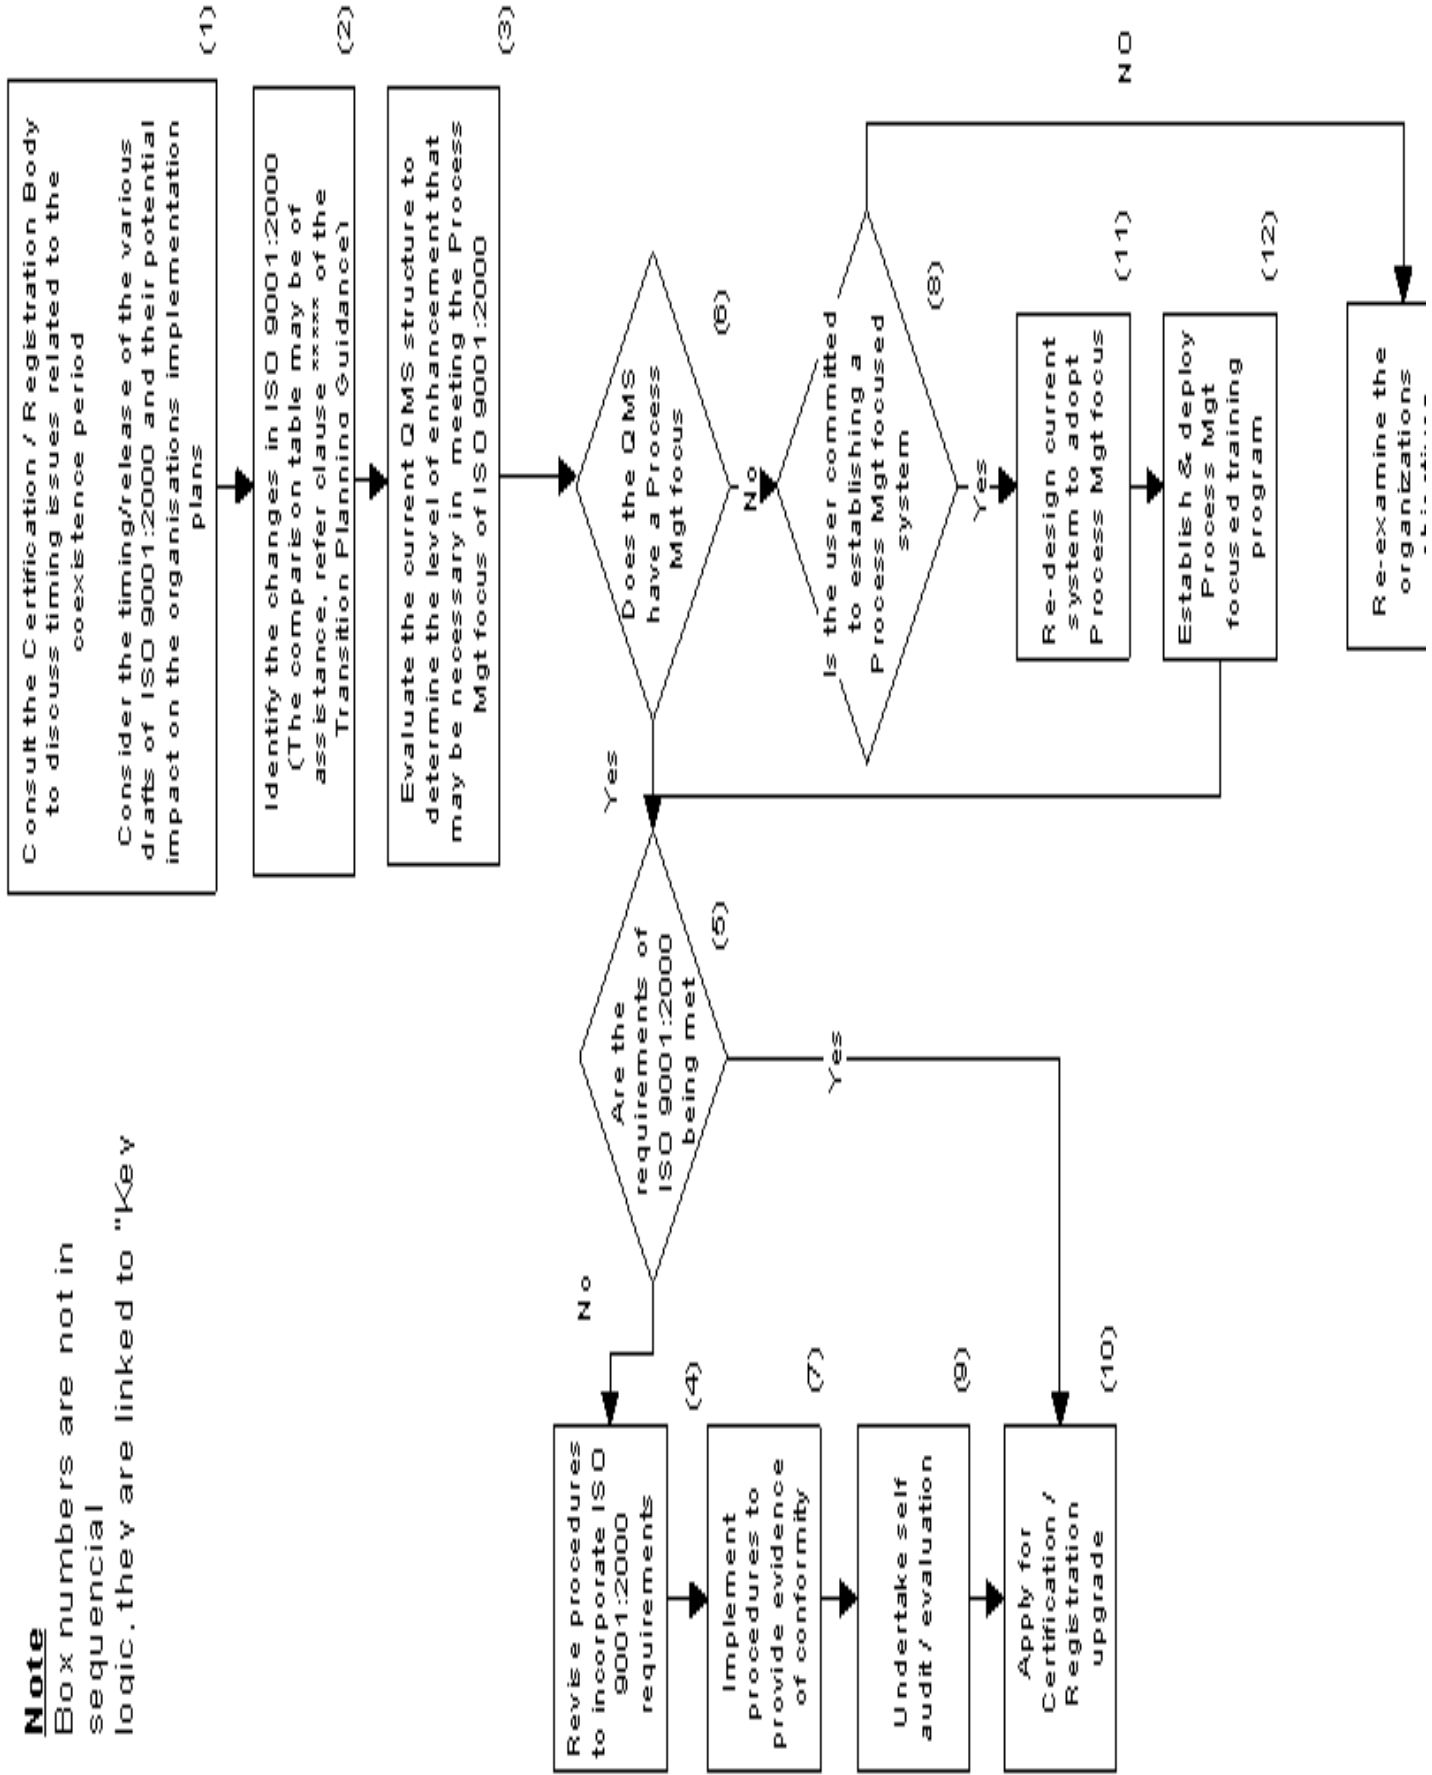 Note
Box numbers are not in
sequencial
logic. they are linked to "Key
Consult the Certification / Registration Body
to discuss timing issues related to the
coexistence period
Consider the timing/release of the various
drafts of ISO 9001:2000 and their potential
impact on the organisations implementation
plans
(1)
Identify the changes in ISO 9001:2000
(The comparison table may be of
assistance, refer clause ***** of the
Transition Planning Guidance)
(2)
Evaluate the current QMS structure to
determine the level of enhancement that
may be necessary in meeting the Process
Mgt focus of ISO 9001:2000
(3)
Does the QMS
have a Process
Mgt focus
(6)
Yes
No
Are the
requirements of
ISO 9001:2000
being met
(5)
No
Yes
Is the user committed
to establishing a
Process Mgt focused
system
(8)
Yes
NO
Revise procedures
to incorporate ISO
9001:2000
requirements
(4)
Implement
procedures to
provide evidence
of conformity
(7)
Undertake self
audit / evaluation
(9)
Apply for
Certification /
Registration
upgrade
(10)
Re-design current
system to adopt
Process Mgt focus
(11)
Establish & deploy
Process Mgt
focused training
program
(12)
Re-examine the
organizations